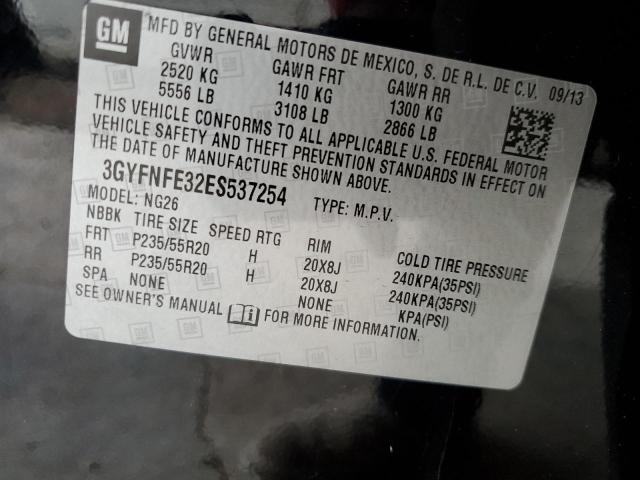 GM
MFD BY GENERAL MOTORS DE MEXICO, S. DE R.L. DE C.V. 09/13
GVWR GAWR FRT GAWR RR
2520 KG 1410 KG 1300 KG
5556 LB 3108 LB 2866 LB
THIS VEHICLE CONFORMS TO ALL APPLICABLE U.S. FEDERAL MOTOR
VEHICLE SAFETY AND THEFT PREVENTION STANDARDS IN EFFECT ON
THE DATE OF MANUFACTURE SHOWN ABOVE.
3GYFNFE32ES537254 TYPE: M.P.V.
MODEL: NG26
NBBK TIRE SIZE SPEED RTG RIM COLD TIRE PRESSURE
FRT P235/55R20 H 20X8J 240KPA(35PSI)
RR P235/55R20 H 20X8J 240KPA(35PSI)
SPA NONE NONE KPA(PSI)
SEE OWNER'S MANUAL FOR MORE INFORMATION.